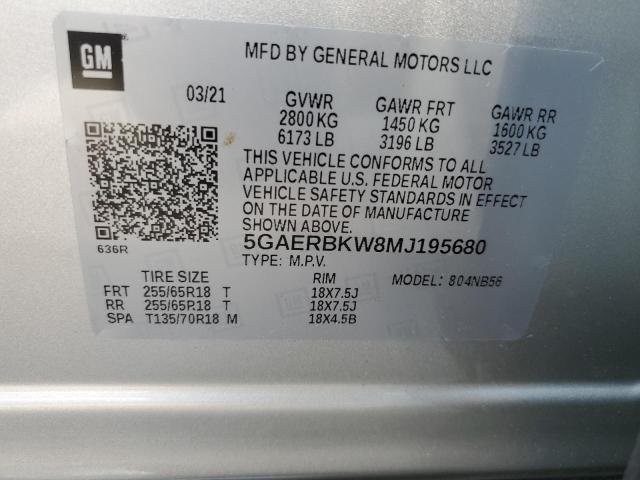 GM
MFD BY GENERAL MOTORS LLC
03/21 GVWR GAWR FRT GAWR RR
2800 KG 1450 KG 1600 KG
6173 LB 3196 LB 3527 LB
THIS VEHICLE CONFORMS TO ALL
APPLICABLE U.S. FEDERAL MOTOR
VEHICLE SAFETY STANDARDS IN EFFECT
ON THE DATE OF MANUFACTURE
SHOWN ABOVE.
636R
5GAERBKW8MJ195680
TYPE: M.P.V. MODEL: 804NB56
TIRE SIZE RIM
FRT 255/65R18 T 18X7.5J
RR 255/65R18 T 18X7.5J
SPA T135/70R18 M 18X4.5B